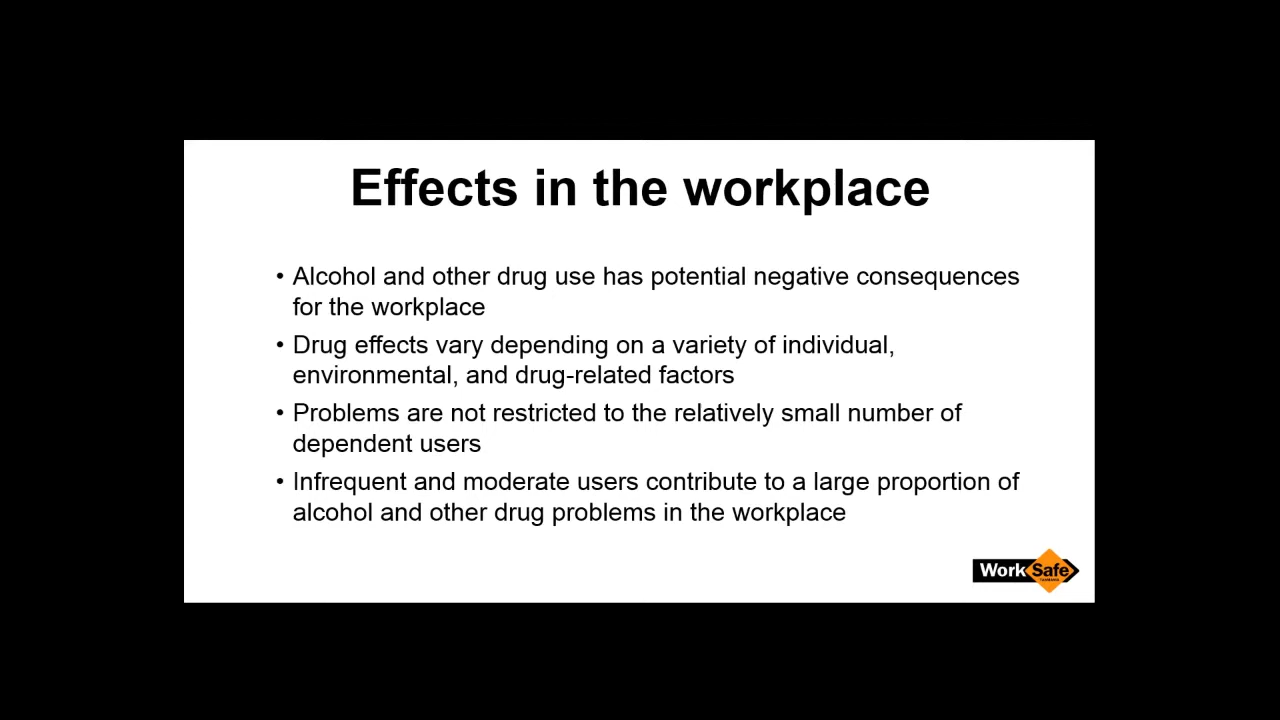 Effects in the workplace
• Alcohol and other drug use has potential negative consequences
for the workplace
• Drug effects vary depending on a variety of individual,
environmental, and drug-related factors
• Problems are not restricted to the relatively small number of
dependent users
• Infrequent and moderate users contribute to a large proportion of
alcohol and other drug problems in the workplace
Work Safe